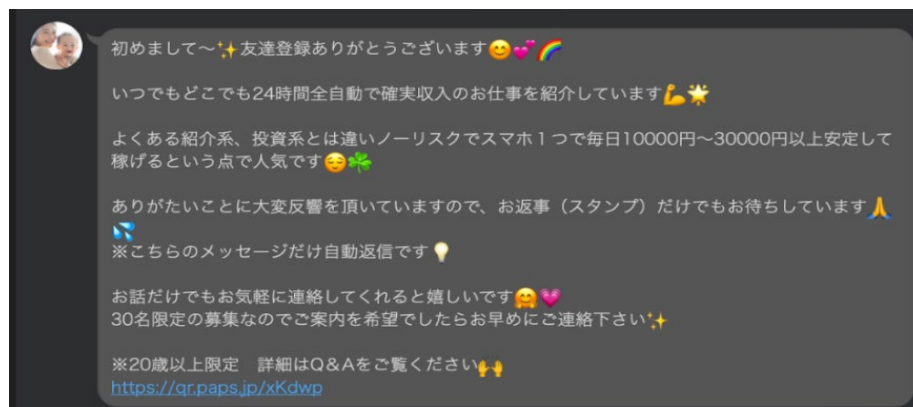 初めまして〜✨友達登録ありがとうございます😊💕🌈
いつでもどこでも24時間全自動で確実収入のお仕事を紹介しています💪🌟
よくある紹介系、投資系とは違いノーリスクでスマホ１つで毎日10000円〜30000円以上安定して
稼げるという点で人気です😌☘️
ありがたいことに大変反響を頂いていますので、お返事（スタンプ）だけでもお待ちしています🙏
💦
※こちらのメッセージだけ自動返信です💡
お話だけでもお気軽に連絡してくれると嬉しいです🤗💗
30名限定の募集なのでご案内を希望でしたらお早めにご連絡下さい✨
※20歳以上限定　詳細はQ&Aをご覧ください🙌
https://qr.paps.jp/xKdwp